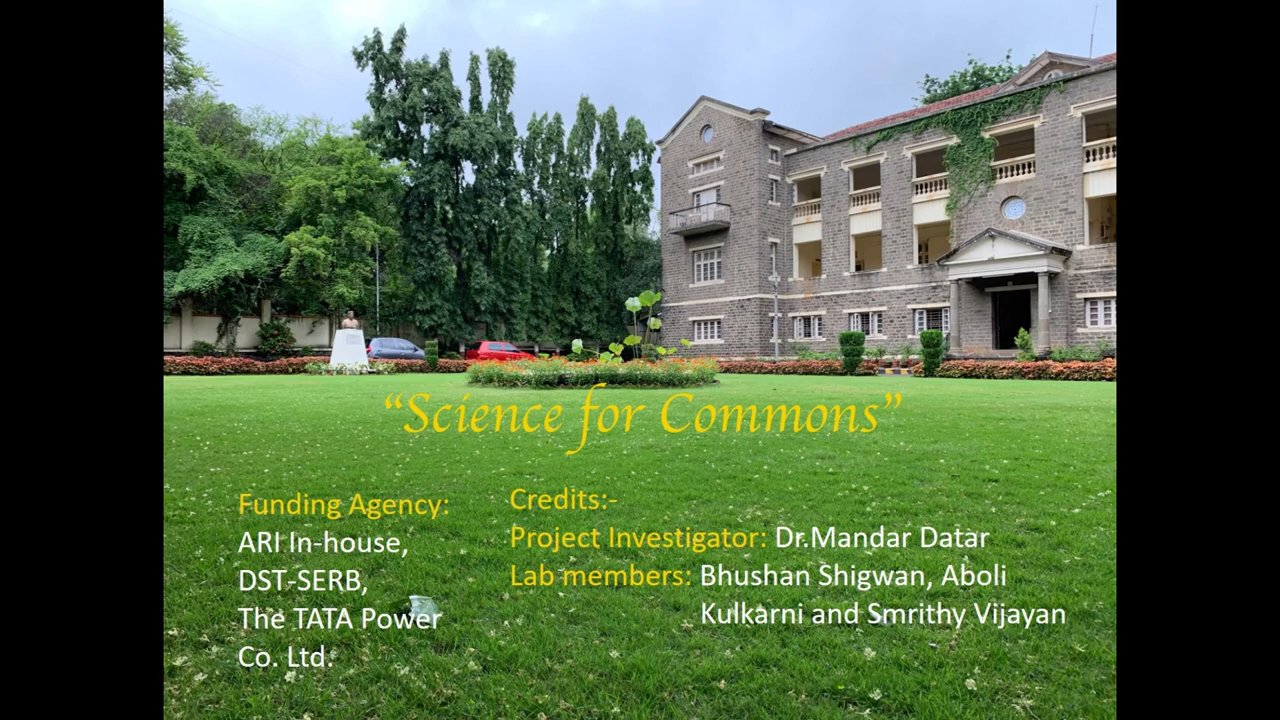 “Science for Commons”
Funding Agency:
ARI In-house,
DST-SERB,
The TATA Power
Co. Ltd.
Credits:-
Project Investigator: Dr.Mandar Datar
Lab members: Bhushan Shigwan, Aboli
Kulkarni and Smrithy Vijayan